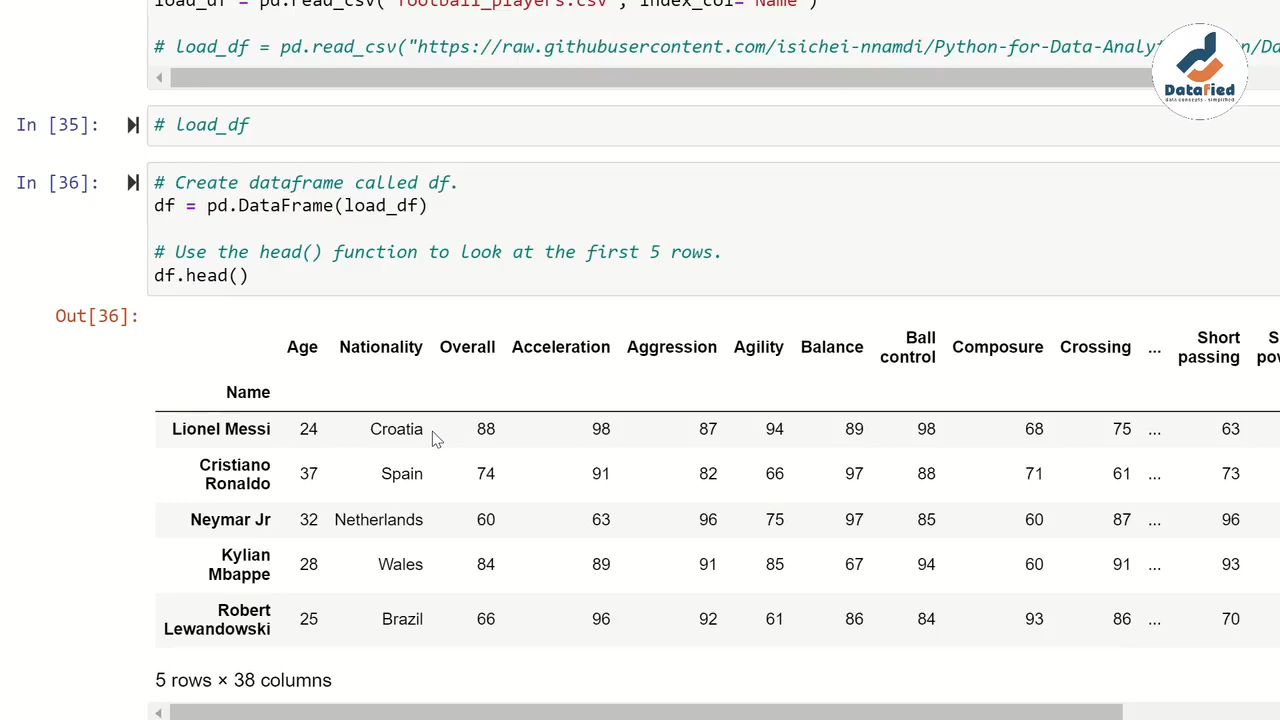 load_df = pd.read_csv("football_players.csv", index_col="Name")
# load_df = pd.read_csv("https://raw.githubusercontent.com/isichei-nnamdi/Python-for-Data-Analyt
Datafied
data concepts - simplified
In [35]: # load_df
In [36]: # Create dataframe called df.
df = pd.DataFrame(load_df)
# Use the head() function to look at the first 5 rows.
df.head()
Out[36]:
Age Nationality Overall Acceleration Aggression Agility Balance Ball control Composure Crossing ... Short passing
Name
Lionel Messi 24 Croatia 88 98 87 94 89 98 68 75 ... 63
Cristiano Ronaldo 37 Spain 74 91 82 66 97 88 71 61 ... 73
Neymar Jr 32 Netherlands 60 63 96 75 97 85 60 87 ... 96
Kylian Mbappe 28 Wales 84 89 91 85 67 94 60 91 ... 93
Robert Lewandowski 25 Brazil 66 96 92 61 86 84 93 86 ... 70
5 rows × 38 columns